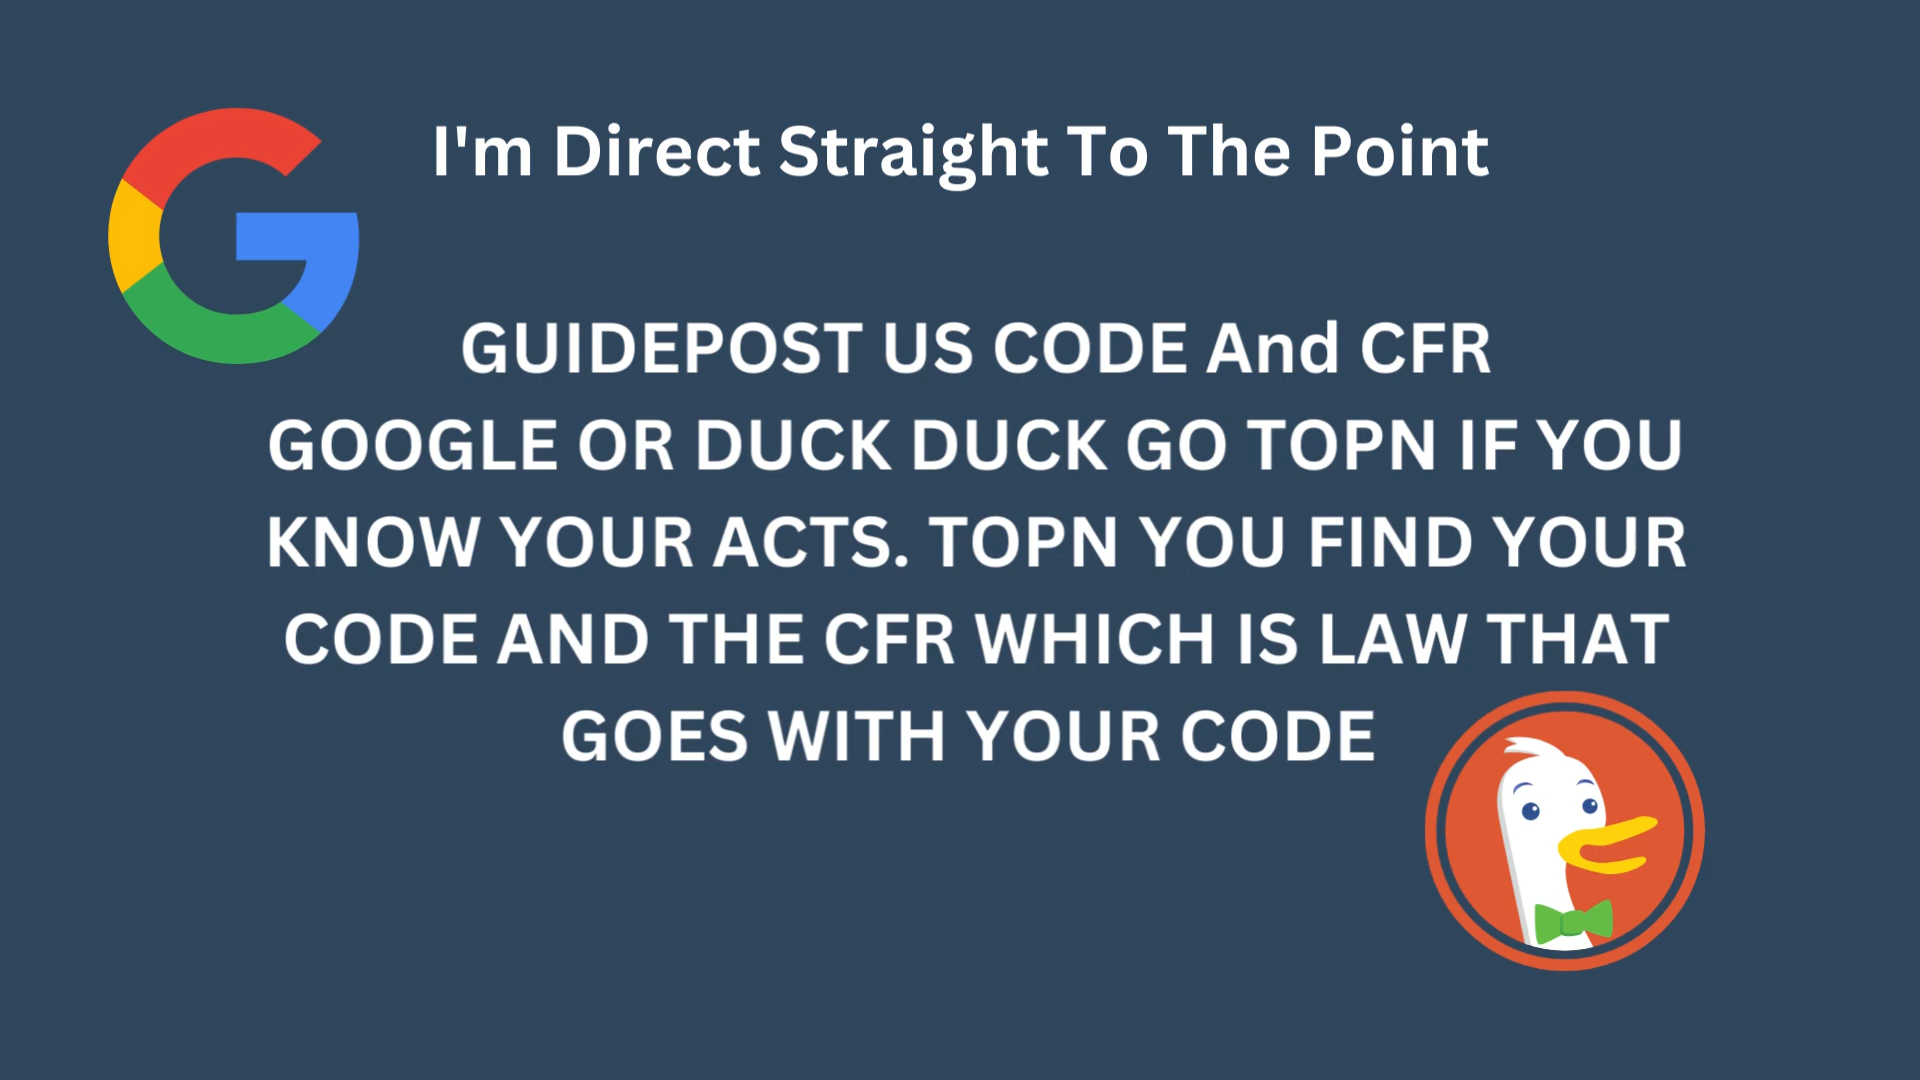 I'm Direct Straight To The Point
GUIDEPOST US CODE And CFR
GOOGLE OR DUCK DUCK GO TOPN IF YOU
KNOW YOUR ACTS. TOPN YOU FIND YOUR
CODE AND THE CFR WHICH IS LAW THAT
GOES WITH YOUR CODE